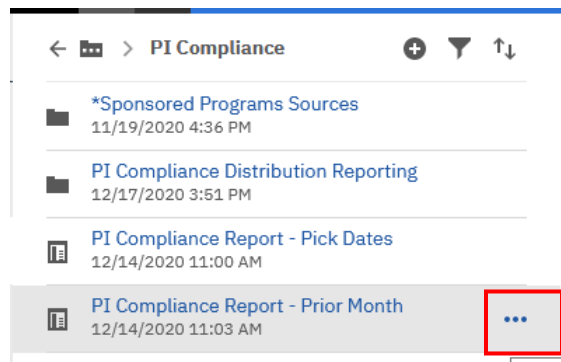 PI Compliance
*Sponsored Programs Sources
11/19/2020 4:36 PM
PI Compliance Distribution Reporting
12/17/2020 3:51 PM
PI Compliance Report - Pick Dates
12/14/2020 11:00 AM
PI Compliance Report - Prior Month
12/14/2020 11:03 AM